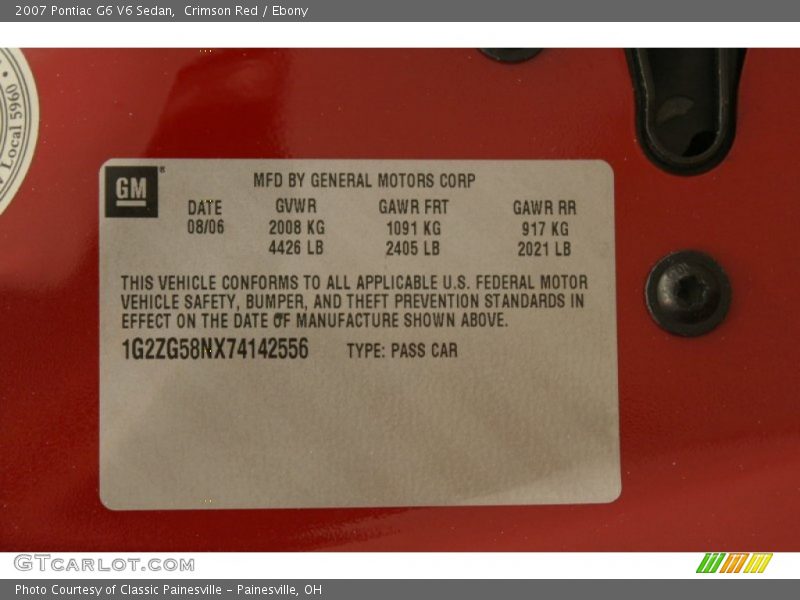 2007 Pontiac G6 V6 Sedan,  Crimson Red / Ebony
Local 5960
GM
MFD BY GENERAL MOTORS CORP
DATE GVWR GAWR FRT GAWR RR
08/06 2008 KG 1091 KG 917 KG
4426 LB 2405 LB 2021 LB
THIS VEHICLE CONFORMS TO ALL APPLICABLE U.S. FEDERAL MOTOR
VEHICLE SAFETY, BUMPER, AND THEFT PREVENTION STANDARDS IN
EFFECT ON THE DATE OF MANUFACTURE SHOWN ABOVE.
1G2ZG58NX74142556 TYPE: PASS CAR
GTCARLOT.COM
Photo Courtesy of Classic Painesville - Painesville, OH